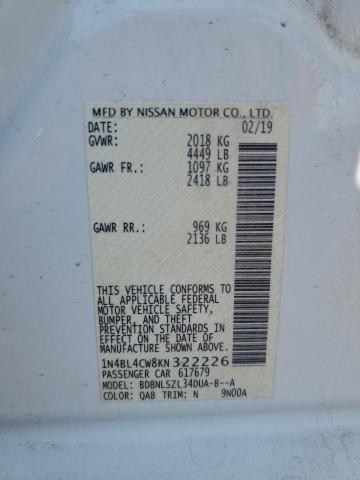 MFD BY NISSAN MOTOR CO., LTD.
DATE: 02/19
GVWR: 2018 KG
4449 LB
GAWR FR.: 1097 KG
2418 LB
GAWR RR.: 969 KG
2136 LB
THIS VEHICLE CONFORMS TO
ALL APPLICABLE FEDERAL
MOTOR VEHICLE SAFETY,
BUMPER, AND THEFT
PREVENTION STANDARDS
IN EFFECT ON THE DATE OF
MANUFACTURE SHOWN ABOVE.
1N4BL4CW8KN322226
PASSENGER CAR 617679
MODEL: BDBNLSZL34DUA-B--A
COLOR: QAB TRIM: N 9N00A